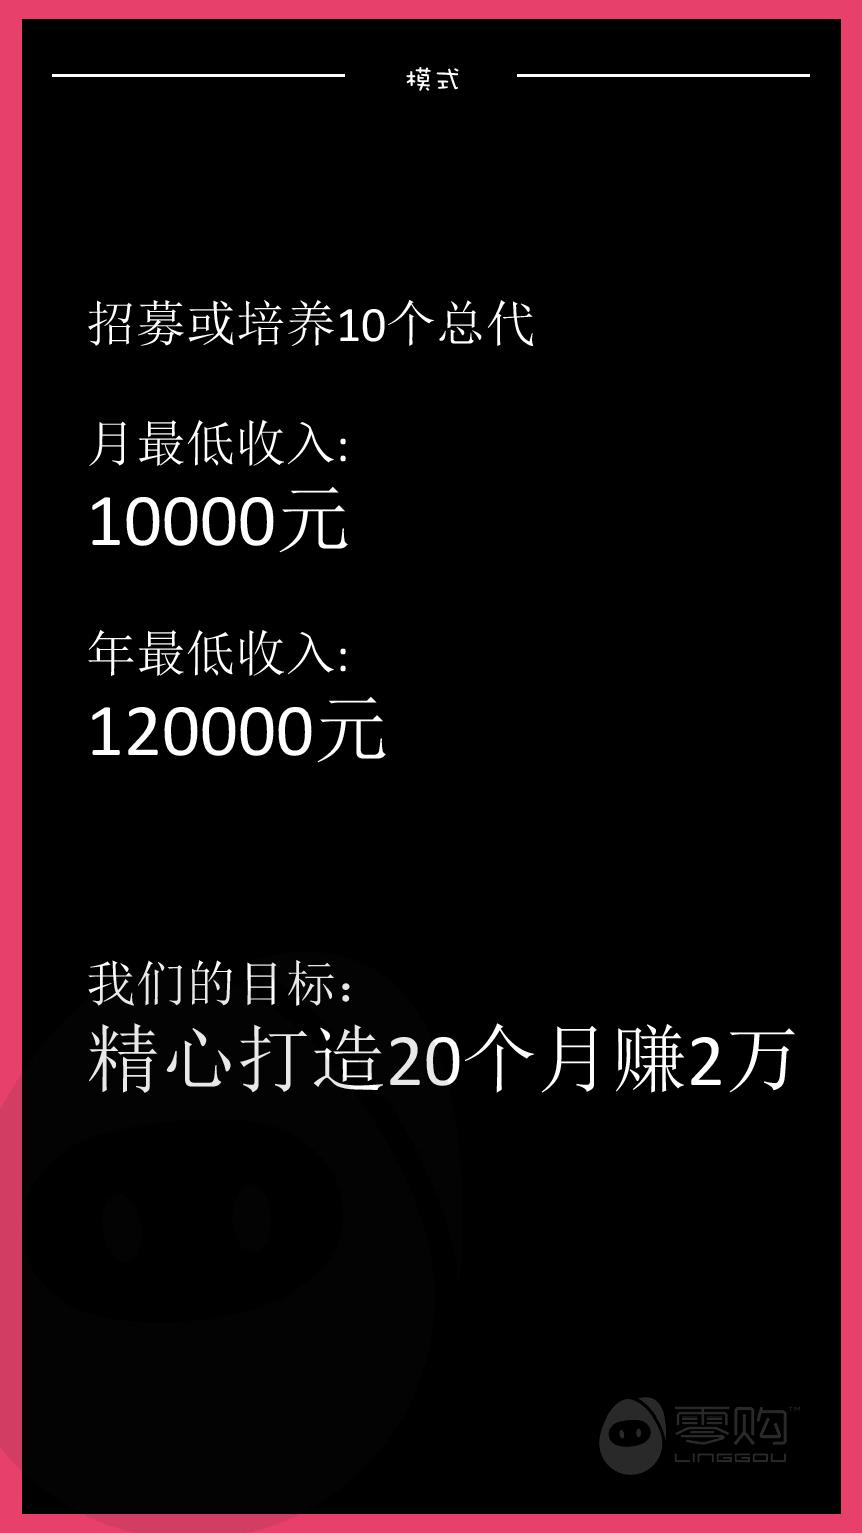 模式
招募或培养10个总代
月最低收入:
10000元
年最低收入:
120000元
我们的目标：
精心打造20个月赚2万
零购™
LINGGOU